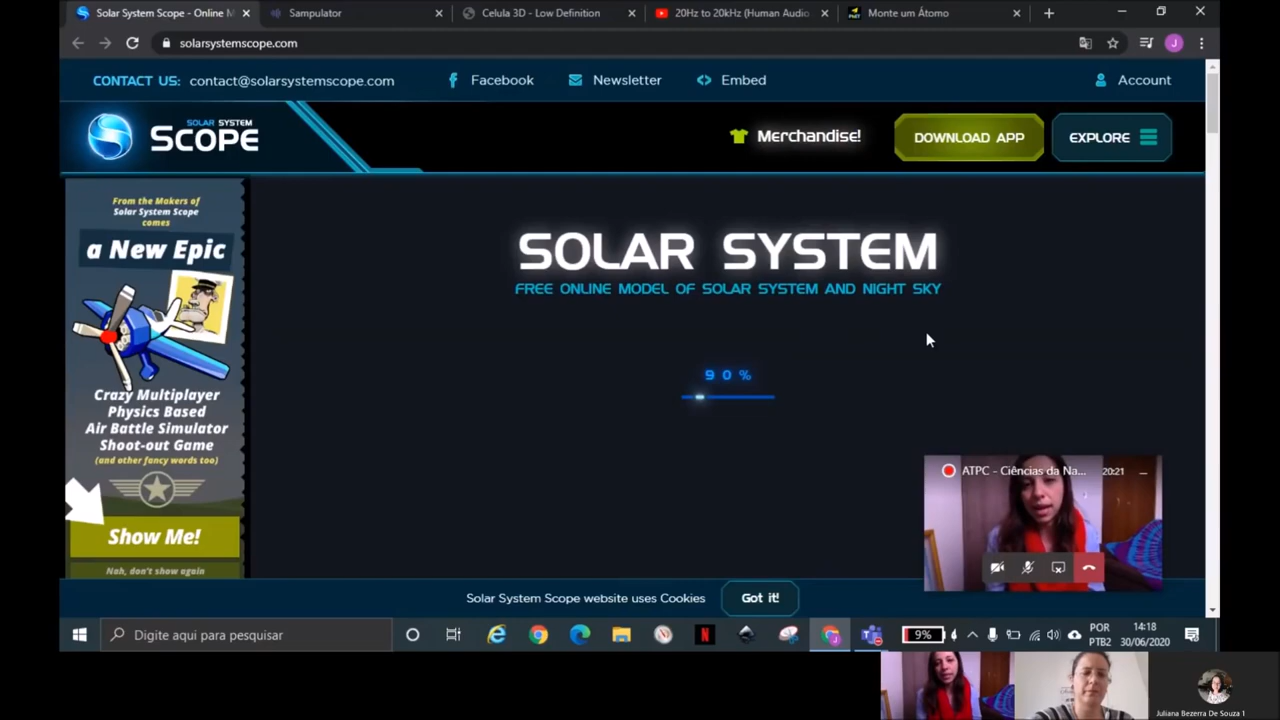 Solar System Scope - Online M
Sampulator
Celula 3D - Low Definition
20Hz to 20kHz (Human Audio
Monte um Átomo
solarsystemscope.com
J
CONTACT US: contact@solarsystemscope.com
Facebook
Newsletter
Embed
Account
SOLAR SYSTEM
SCOPE
Merchandise!
DOWNLOAD APP
EXPLORE
From the Makers of
Solar System Scope
comes
a New Epic
Crazy Multiplayer
Physics Based
Air Battle Simulator
Shoot-out Game
(and other fancy words too)
Show Me!
Nah, don't show again
SOLAR SYSTEM
FREE ONLINE MODEL OF SOLAR SYSTEM AND NIGHT SKY
90%
ATPC - Ciências da Na...
20:21
Solar System Scope website uses Cookies
Got it!
Digite aqui para pesquisar
9%
POR
PTB2
14:18
30/06/2020
Juliana Bezerra De Souza 1